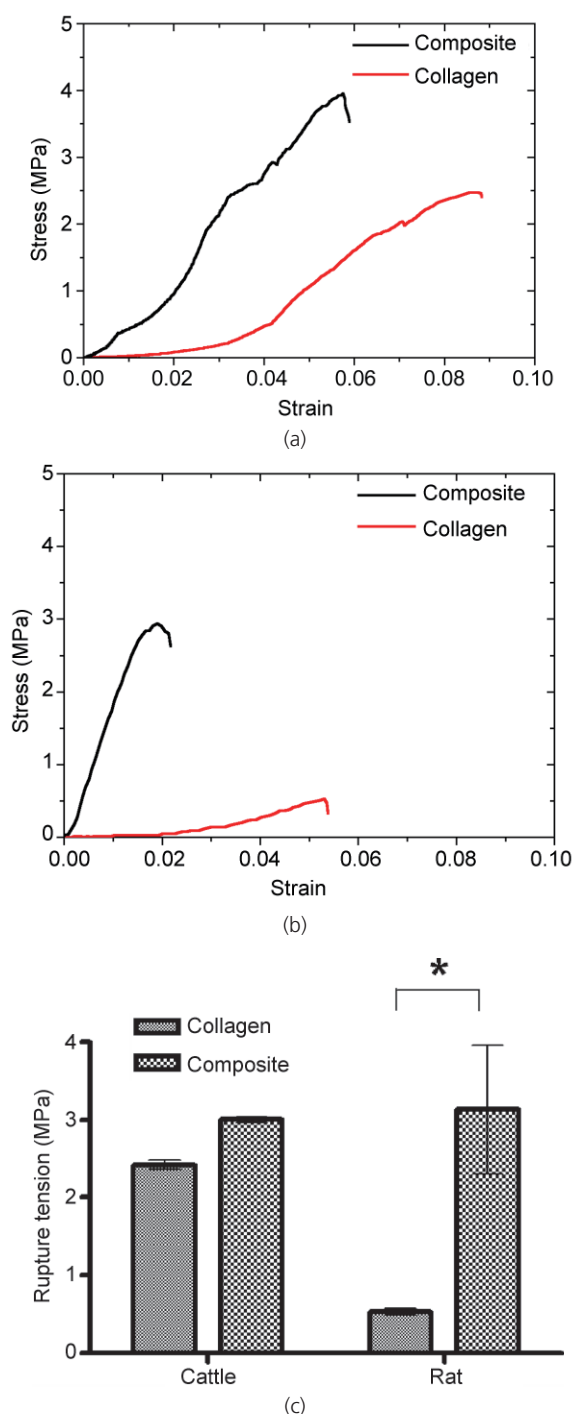 5
Composite
Collagen
4
3
2
1
0
Stress (MPa)
0.00 0.02 0.04 0.06 0.08 0.10
Strain
(a)
5
Composite
Collagen
4
3
2
1
0
Stress (MPa)
0.00 0.02 0.04 0.06 0.08 0.10
Strain
(b)
*
Collagen
Composite
4
3
2
1
0
Rupture tension (MPa)
Cattle Rat
(c)